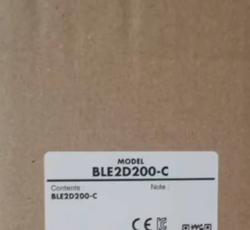 MODEL
BLE2D200-C
Contents Note :
BLE2D200-C
CE